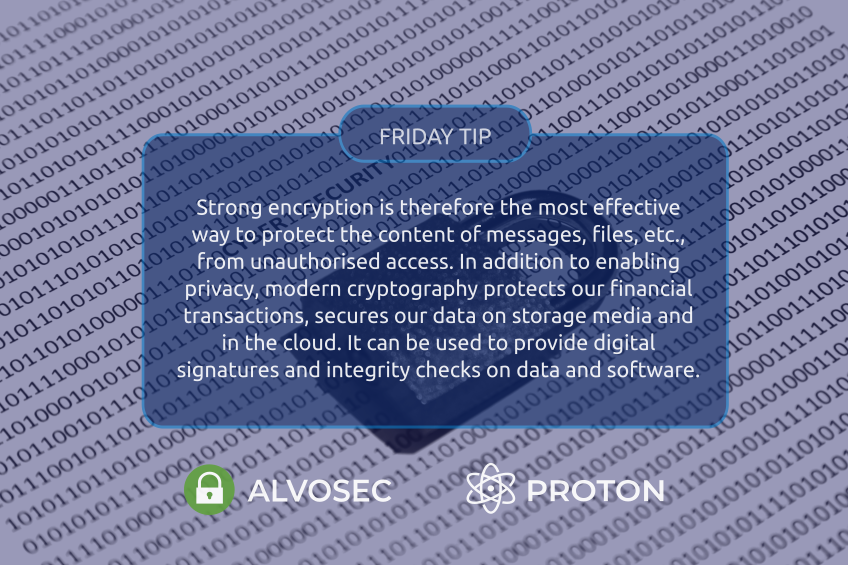 FRIDAY TIP
SECURITY
Strong encryption is therefore the most effective
way to protect the content of messages, files, etc.,
from unauthorised access. In addition to enabling
privacy, modern cryptography protects our financial
transactions, secures our data on storage media and
in the cloud. It can be used to provide digital
signatures and integrity checks on data and software.
ALVOSEC
PROTON